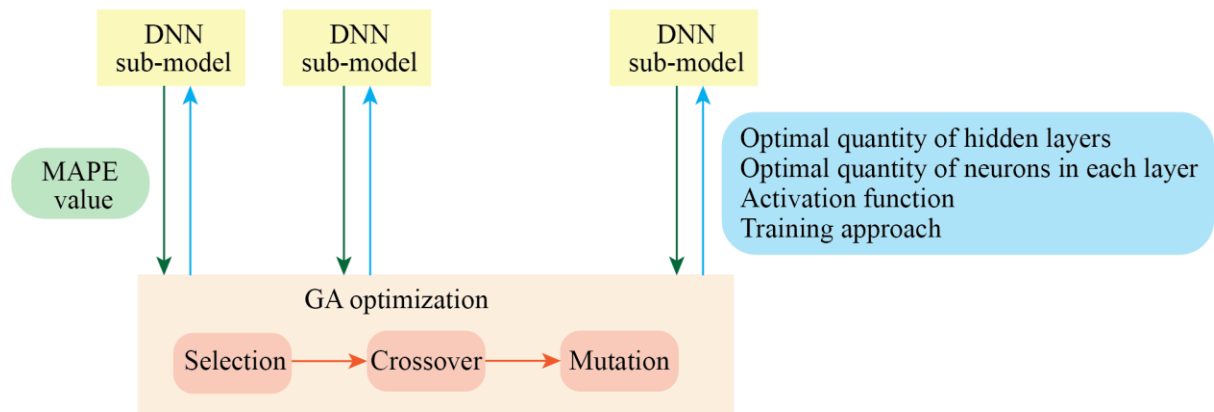 DNN
sub-model
DNN
sub-model
DNN
sub-model
MAPE
value
Optimal quantity of hidden layers
Optimal quantity of neurons in each layer
Activation function
Training approach
GA optimization
Selection
Crossover
Mutation